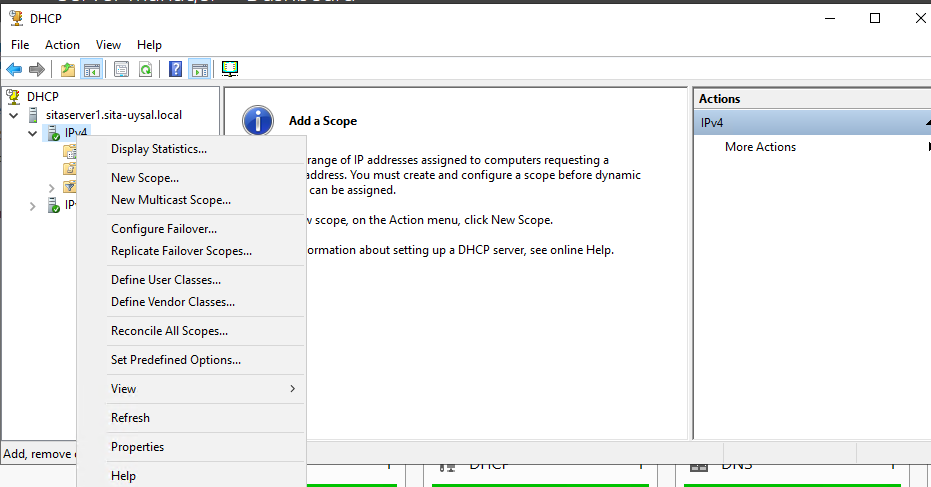 DHCP
File Action View Help
DHCP
sitaserver1.sita-uysal.local
IPv4
Display Statistics...
New Scope...
New Multicast Scope...
Configure Failover...
Replicate Failover Scopes...
Define User Classes...
Define Vendor Classes...
Reconcile All Scopes...
Set Predefined Options...
View
Refresh
Properties
Help
Add a Scope
range of IP addresses assigned to computers requesting a
address. You must create and configure a scope before dynamic
can be assigned.
scope, on the Action menu, click New Scope.
about setting up a DHCP server, see online Help.
Actions
IPv4
More Actions
Add, remove
DHCP
DNS